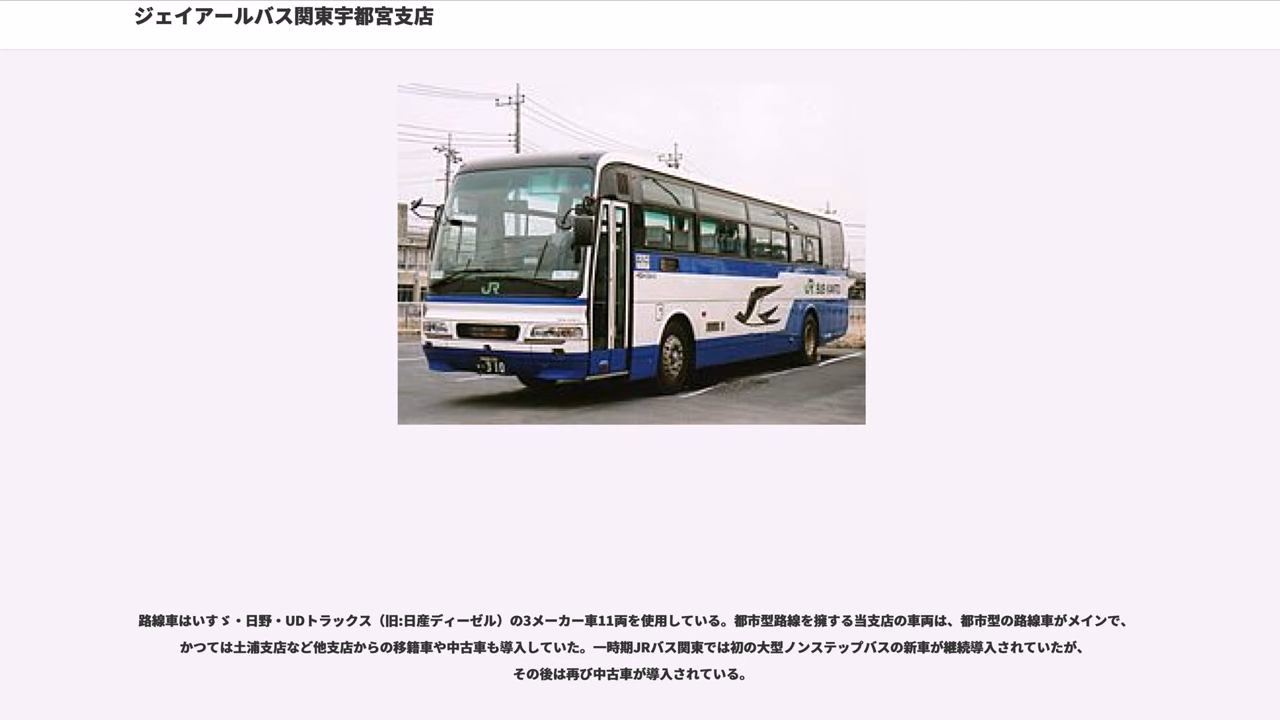 ジェイアールバス関東宇都宮支店
JR
JR BUS KANTO
・310
路線車はいすゞ・日野・UDトラックス（旧:日産ディーゼル）の3メーカー車11両を使用している。都市型路線を擁する当支店の車両は、都市型の路線車がメインで、
かつては土浦支店など他支店からの移籍車や中古車も導入していた。一時期JRバス関東では初の大型ノンステップバスの新車が継続導入されていたが、
その後は再び中古車が導入されている。